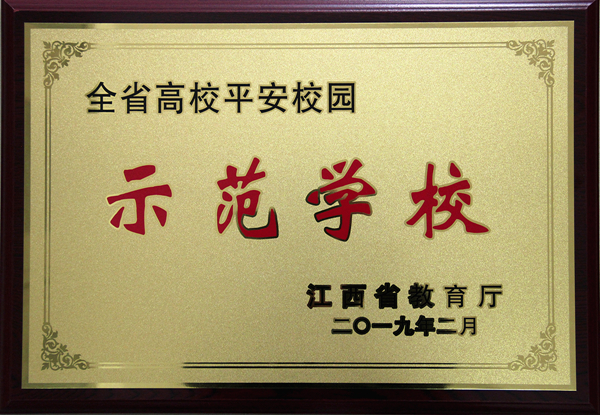 全省高校平安校园
示范学校
江西省教育厅
二〇一九年二月